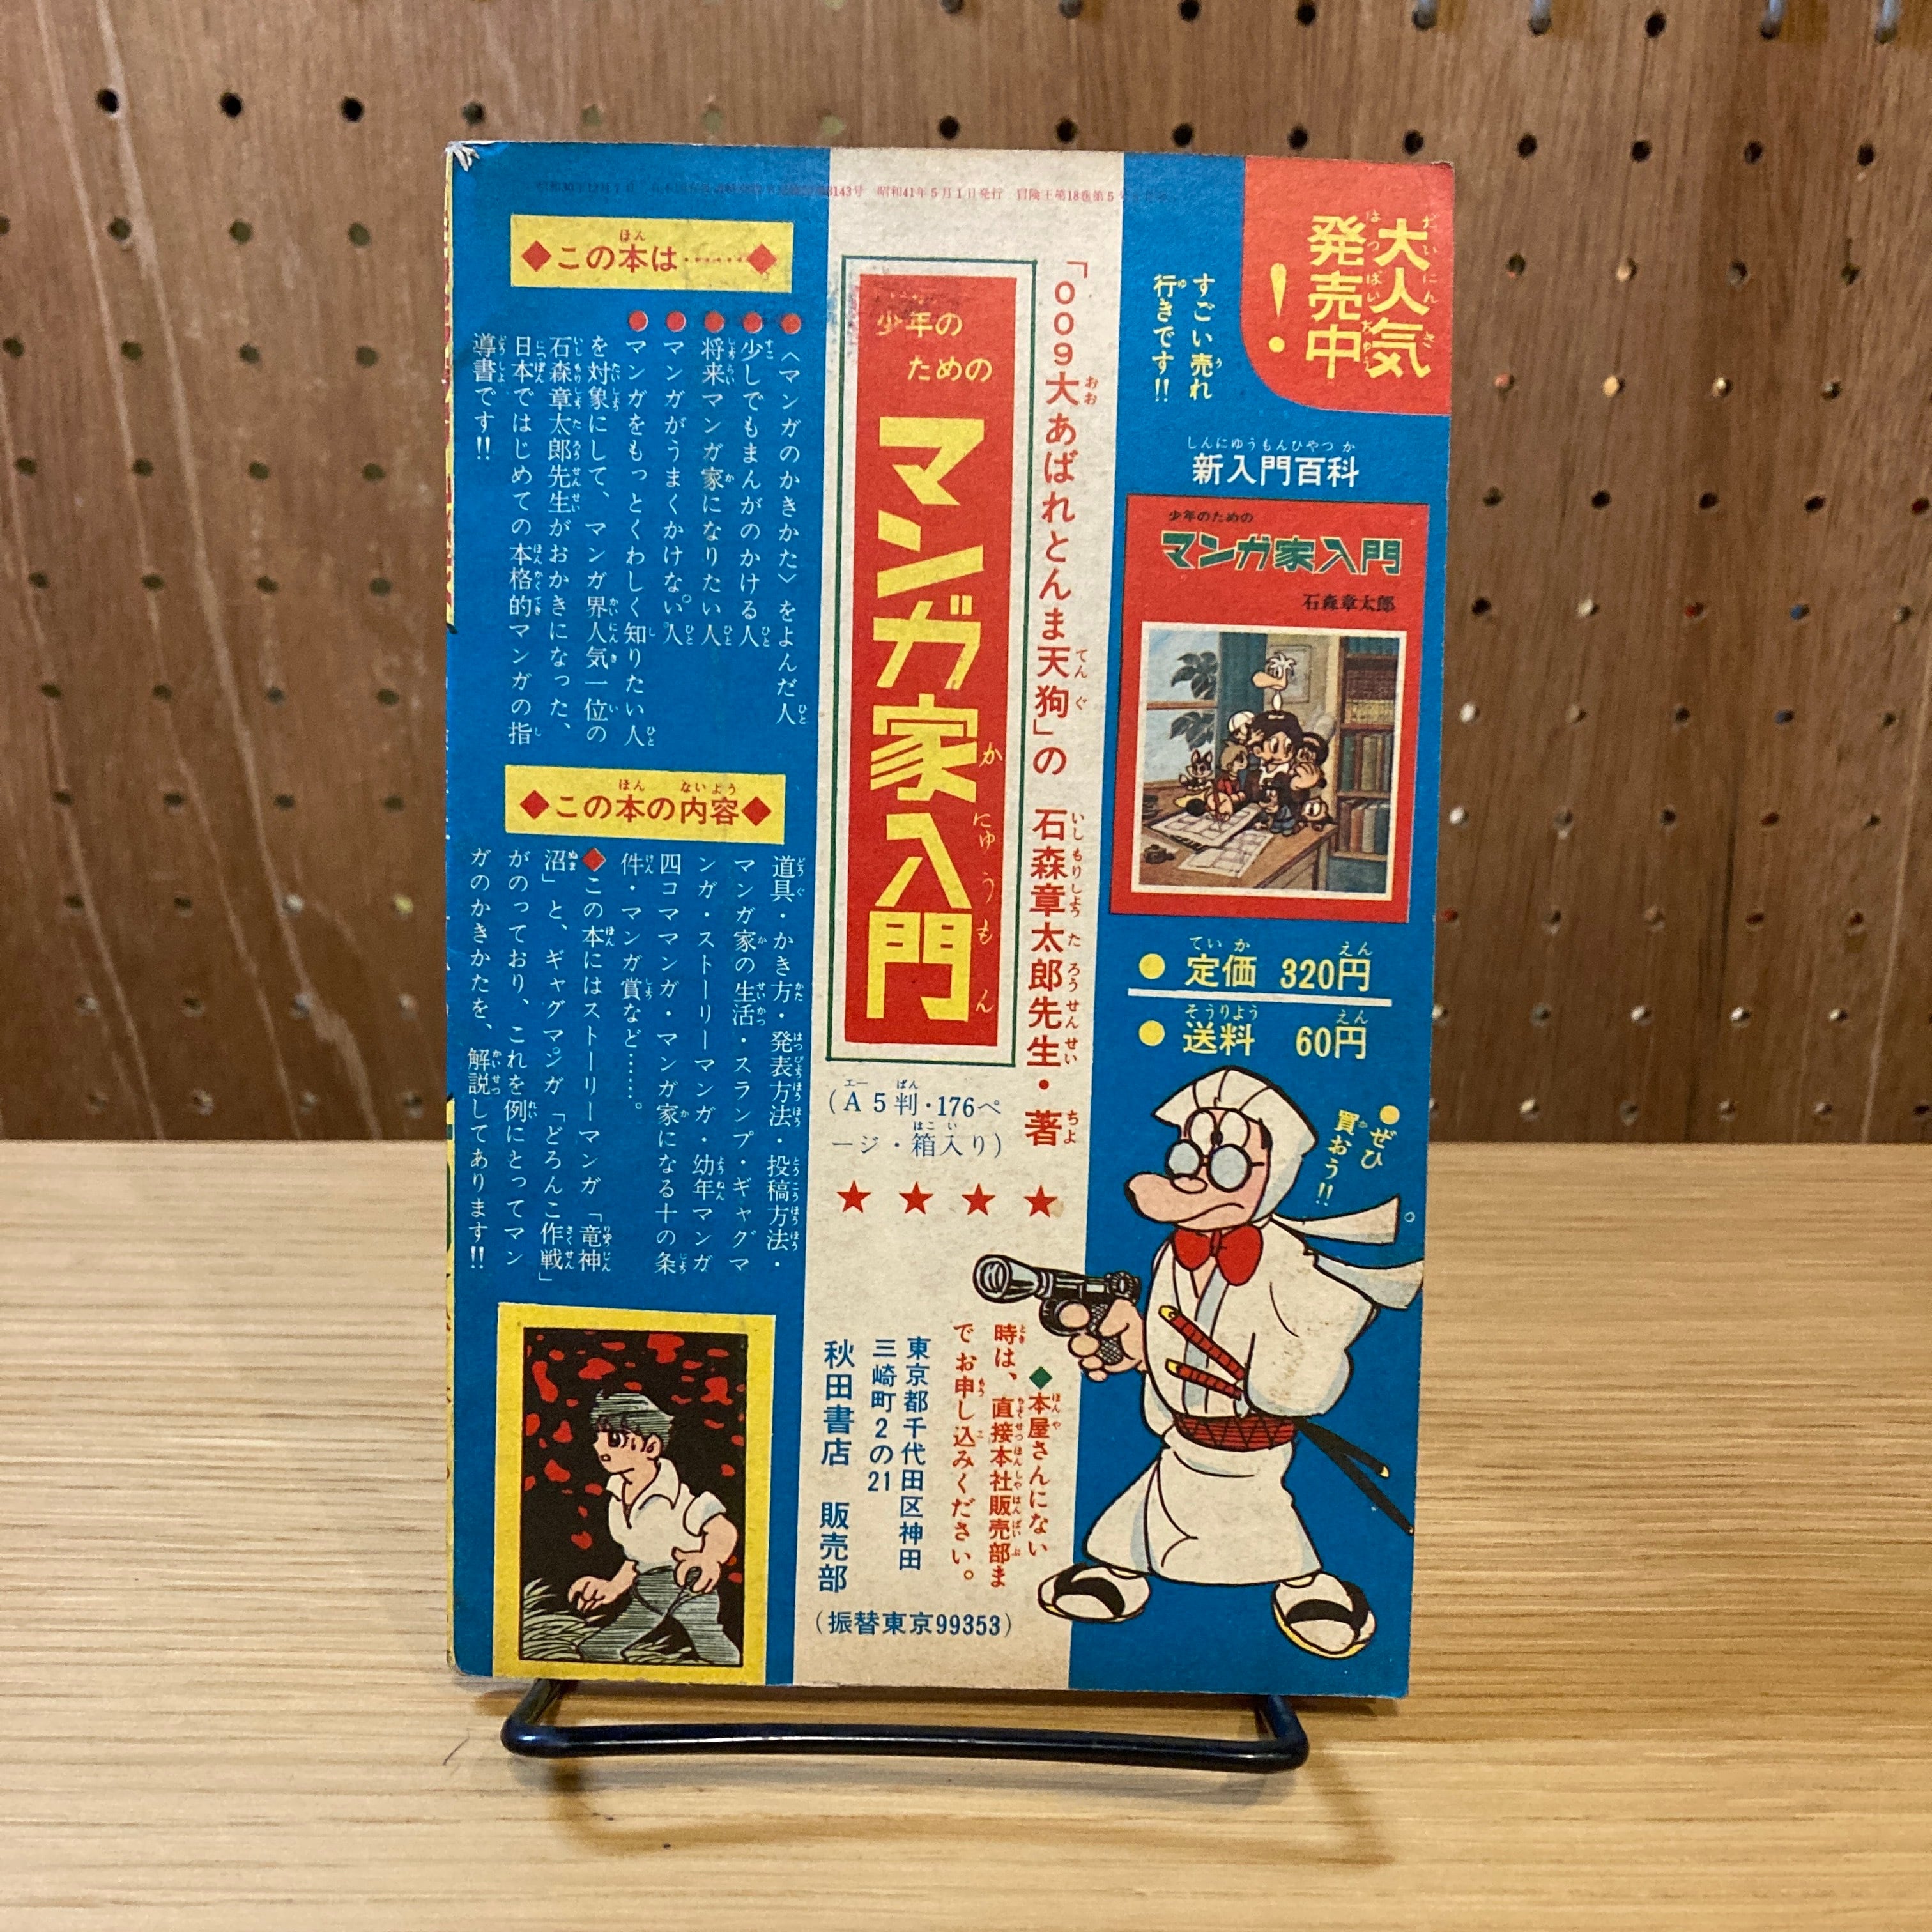 昭和41年5月1日発行 冒険王第18巻第5号
大人気
発売中!
すごい売れ
行きです!!
新入門百科
少年のための
マンガ家入門
石森章太郎
●定価 320円
●送料 60円
●ぜひ
買おう!!
「009大あばれとんま天狗」の 石森章太郎先生・著
少年の
ための
マンガ家入門
(A5判・176ペ
ージ・箱入り)
★★★★
◆本屋さんにない
時は、直接本社販売部ま
でお申し込みください。
東京都千代田区神田
三崎町2の21
秋田書店 販売部
(振替東京99353)
◆この本は……◆
●〈マンガのかきかた〉をよんだ人
●少しでもまんがのかける人
●将来マンガ家になりたい人
●マンガがうまくかけない人
●マンガをもっとくわしく知りたい人
を対象にして、マンガ界人気一位の
石森章太郎先生がおかきになった、
日本ではじめての本格的マンガの指
導書です!!
◆この本の内容◆
道具・かき方・発表方法・投稿方法・
マンガ家の生活・スランプ・ギャグマ
ンガ・ストーリーマンガ・幼年マンガ
四コママンガ・マンガ家になる十の条
件・マンガ賞など……。
◆この本にはストーリーマンガ「竜神
沼」と、ギャグマンガ「どろんこ作戦」
がのっており、これを例にとってマン
ガのかきかたを、解説してあります!!